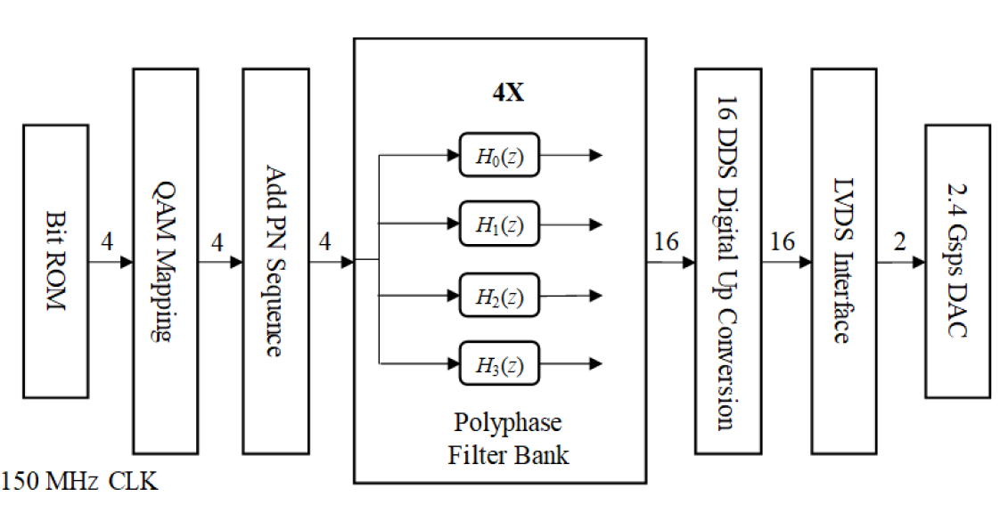 Bit ROM
4
QAM Mapping
4
Add PN Sequence
4
4X
H0(z)
H1(z)
H2(z)
H3(z)
Polyphase
Filter Bank
16
16 DDS Digital Up Conversion
16
LVDS Interface
2
2.4 Gsps DAC
150 MHz CLK